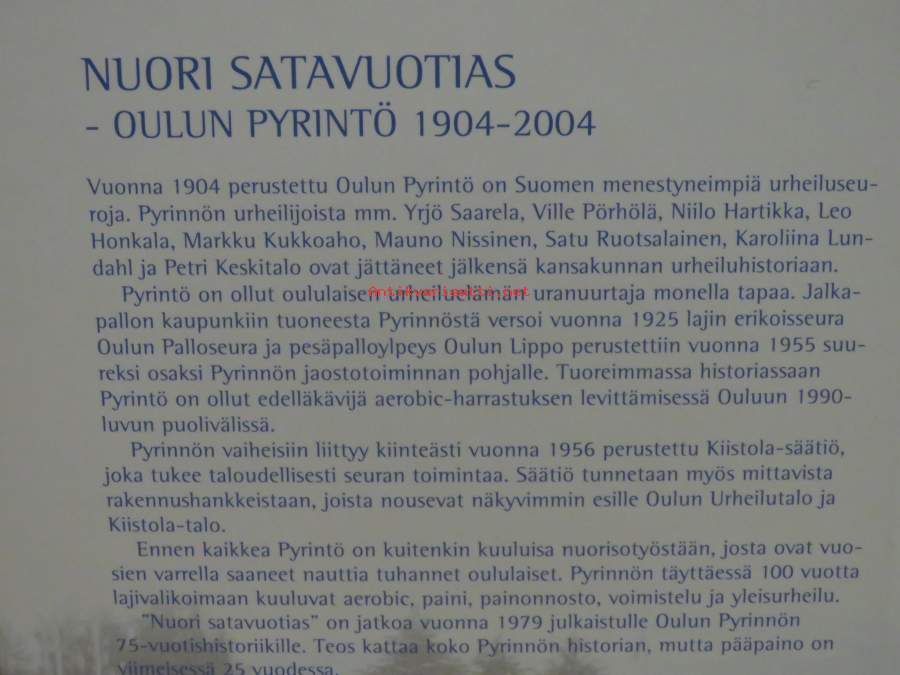 NUORI SATAVUOTIAS
- OULUN PYRINTÖ 1904-2004
Vuonna 1904 perustettu Oulun Pyrintö on Suomen menestyneimpiä urheiluseu-
roja. Pyrinnön urheilijoista mm. Yrjö Saarela, Ville Pörhölä, Niilo Hartikka, Leo
Honkala, Markku Kukkoaho, Mauno Nissinen, Satu Ruotsalainen, Karoliina Lun-
dahl ja Petri Keskitalo ovat jättäneet jälkensä kansakunnan urheiluhistoriaan.
Pyrintö on ollut oululaisen urheiluelämän uranuurtaja monella tapaa. Jalka-
Antikvariaatti.net
pallon kaupunkiin tuoneesta Pyrinnöstä versoi vuonna 1925 lajin erikoisseura
Oulun Palloseura ja pesäpalloylpeys Oulun Lippo perustettiin vuonna 1955 suu-
reksi osaksi Pyrinnön jaostotoiminnan pohjalle. Tuoreimmassa historiassaan
Pyrintö on ollut edelläkävijä aerobic-harrastuksen levittämisessä Ouluun 1990-
luvun puolivälissä.
Pyrinnön vaiheisiin liittyy kiinteästi vuonna 1956 perustettu Kiistola-säätiö,
joka tukee taloudellisesti seuran toimintaa. Säätiö tunnetaan myös mittavista
rakennushankkeistaan, joista nousevat näkyvimmin esille Oulun Urheilutalo ja
Kiistola-talo.
Ennen kaikkea Pyrintö on kuitenkin kuuluisa nuorisotyöstään, josta ovat vuo-
sien varrella saaneet nauttia tuhannet oululaiset. Pyrinnön täyttäessä 100 vuotta
lajivalikoimaan kuuluvat aerobic, paini, painonnosto, voimistelu ja yleisurheilu.
"Nuori satavuotias" on jatkoa vuonna 1979 julkaistulle Oulun Pyrinnön
75-vuotishistoriikille. Teos kattaa koko Pyrinnön historian, mutta pääpaino on
viimeisessä 25 vuodessa.